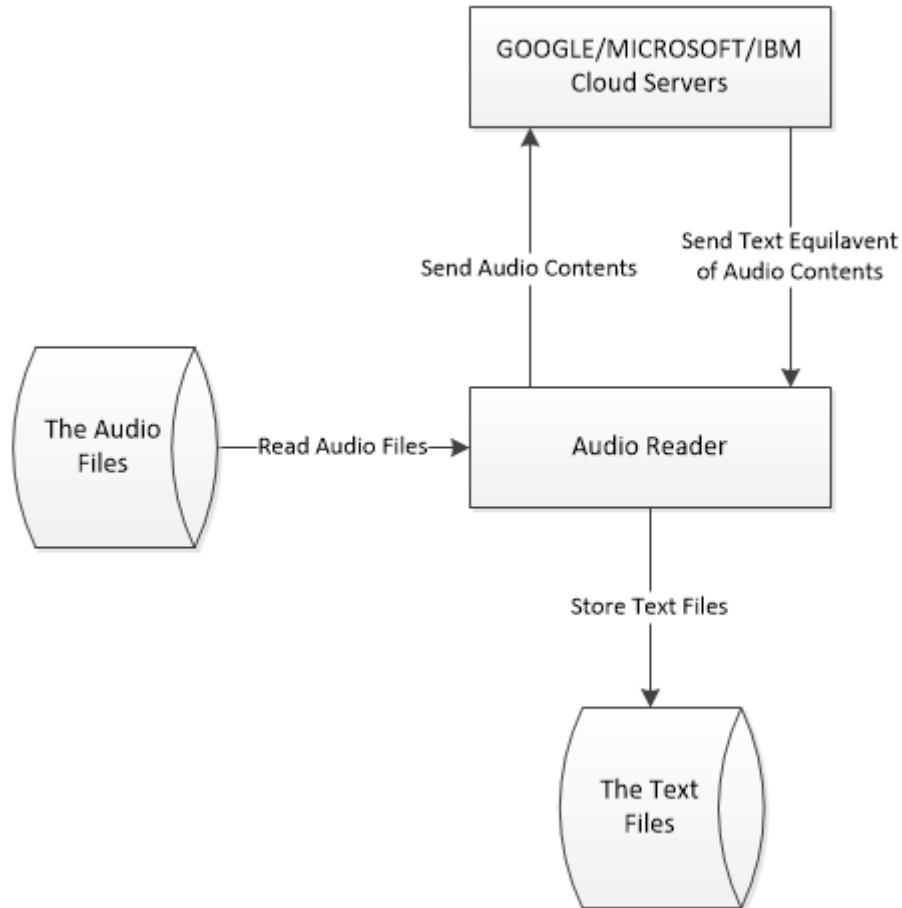 GOOGLE/MICROSOFT/IBM
Cloud Servers
Send Audio Contents
Send Text Equilavent
of Audio Contents
The Audio
Files
Read Audio Files
Audio Reader
Store Text Files
The Text
Files